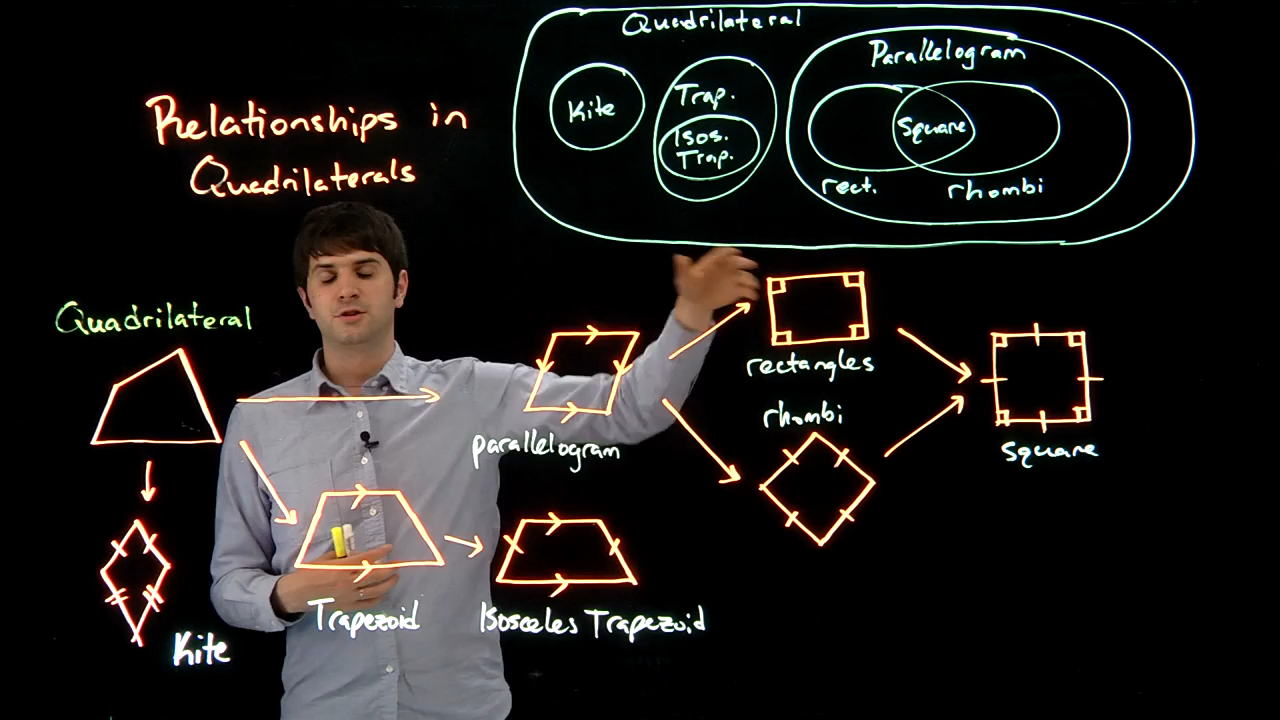 Relationships in
Quadrilaterals
Quadrilateral
Kite
Trap.
Isos.
Trap.
Parallelogram
square
rect.
rhombi
Quadrilateral
Kite
Trapezoid
Isosceles Trapezoid
parallelogram
rectangles
rhombi
square